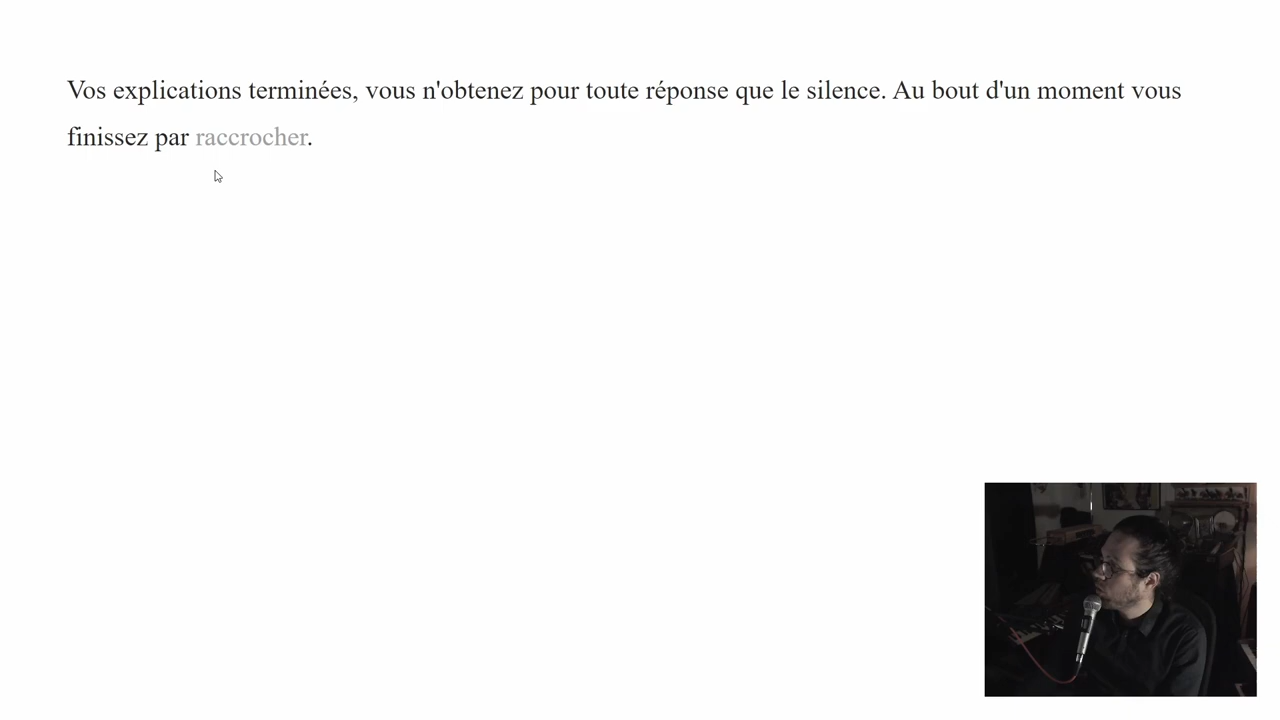 Vos explications terminées, vous n'obtenez pour toute réponse que le silence. Au bout d'un moment vous
finissez par raccrocher.